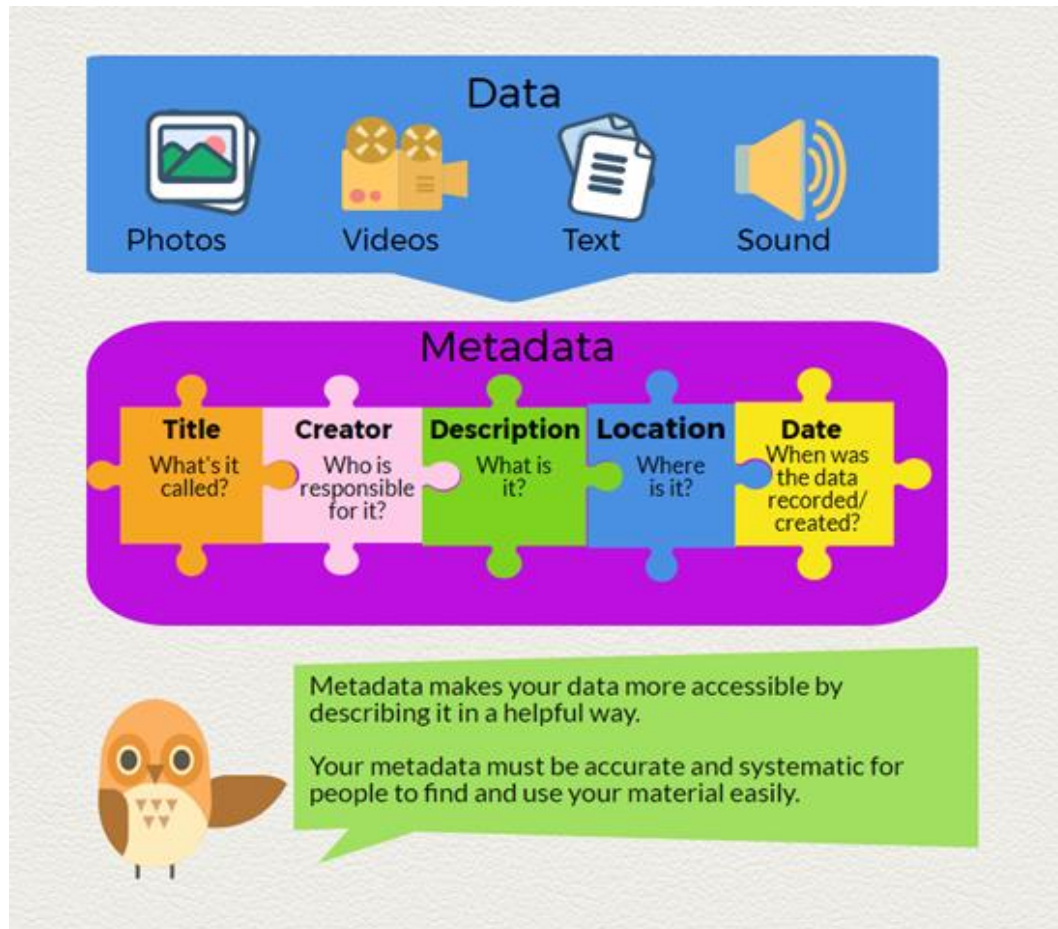 Data
Photos Videos Text Sound
Metadata
Title
What's it
called?
Creator
Who is
responsible
for it?
Description
What is
it?
Location
Where
is it?
Date
When was
the data
recorded/
created?
Metadata makes your data more accessible by
describing it in a helpful way.
Your metadata must be accurate and systematic for
people to find and use your material easily.